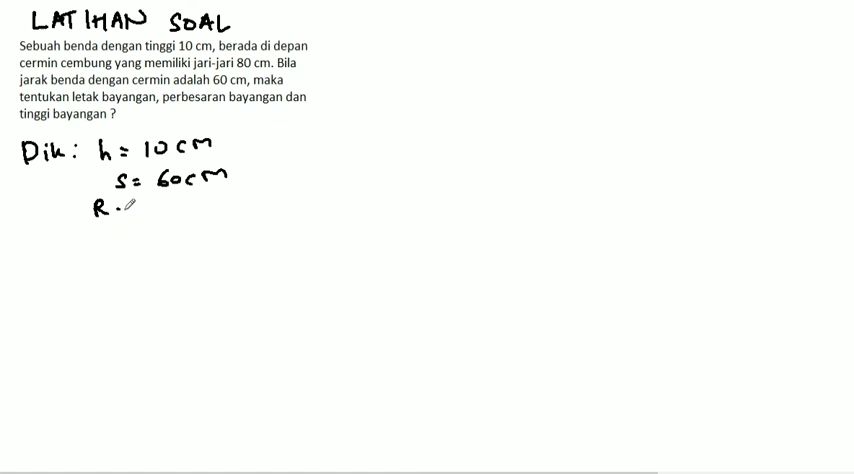 LATIHAN SOAL
Sebuah benda dengan tinggi 10 cm, berada di depan
cermin cembung yang memiliki jari-jari 80 cm. Bila
jarak benda dengan cermin adalah 60 cm, maka
tentukan letak bayangan, perbesaran bayangan dan
tinggi bayangan ?
Dik: h = 10 cm
s = 60 cm
R